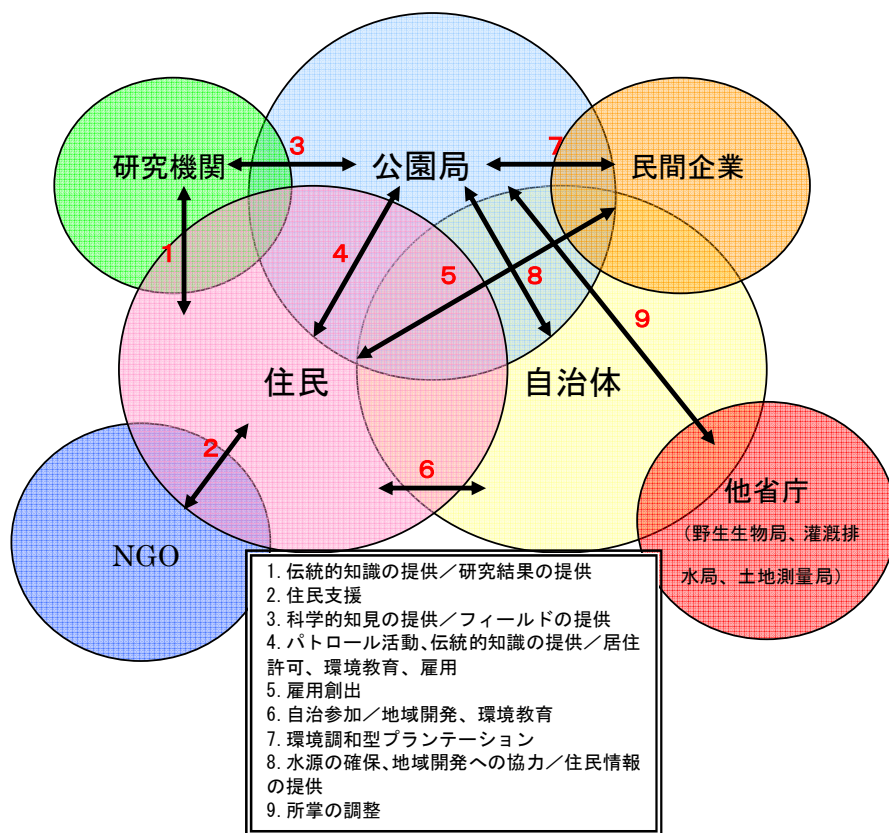 3
7
研究機関
公園局
民間企業
1
4
5
8
9
住民
自治体
2
6
他省庁
(野生生物局、灌漑排
水局、土地測量局)
NGO
1. 伝統的知識の提供／研究結果の提供
2. 住民支援
3. 科学的知見の提供／フィールドの提供
4. パトロール活動、伝統的知識の提供／居住
許可、環境教育、雇用
5. 雇用創出
6. 自治参加／地域開発、環境教育
7. 環境調和型プランテーション
8. 水源の確保、地域開発への協力／住民情報
の提供
9. 所掌の調整